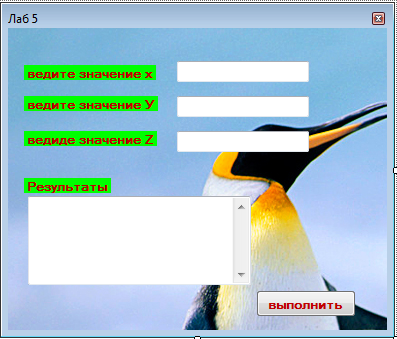 Лаб 5
ведите значение х
ведите значение У
ведиде значение Z
Результаты
выполнить